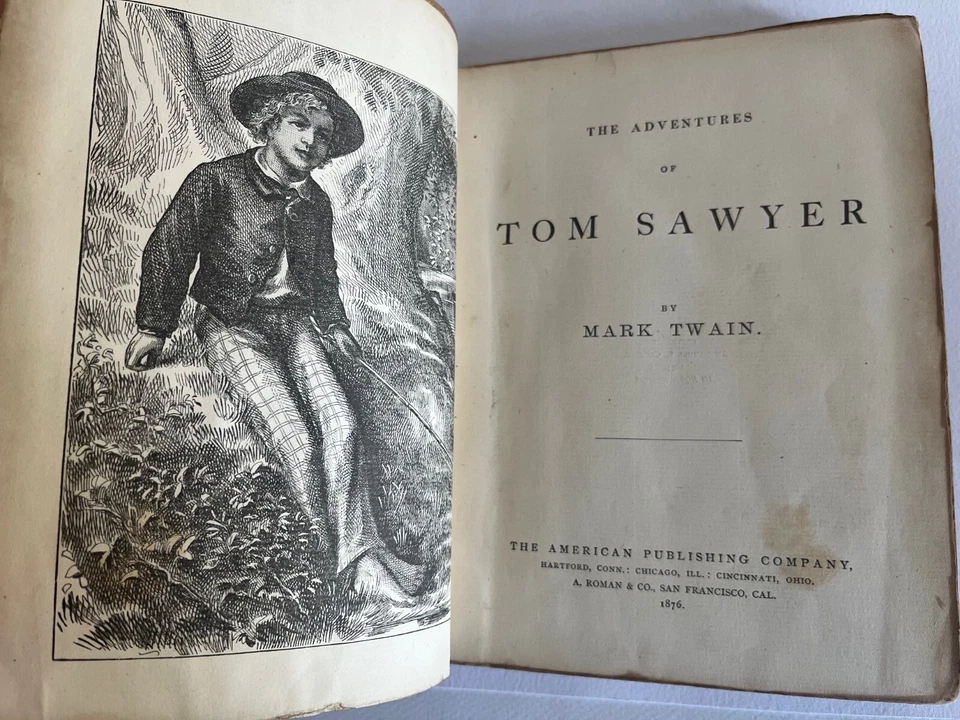 THE ADVENTURES
OF
TOM SAWYER
BY
MARK TWAIN.
THE AMERICAN PUBLISHING COMPANY,
HARTFORD, CONN.: CHICAGO, ILL.: CINCINNATI, OHIO.
A. ROMAN & CO., SAN FRANCISCO, CAL.
1876.